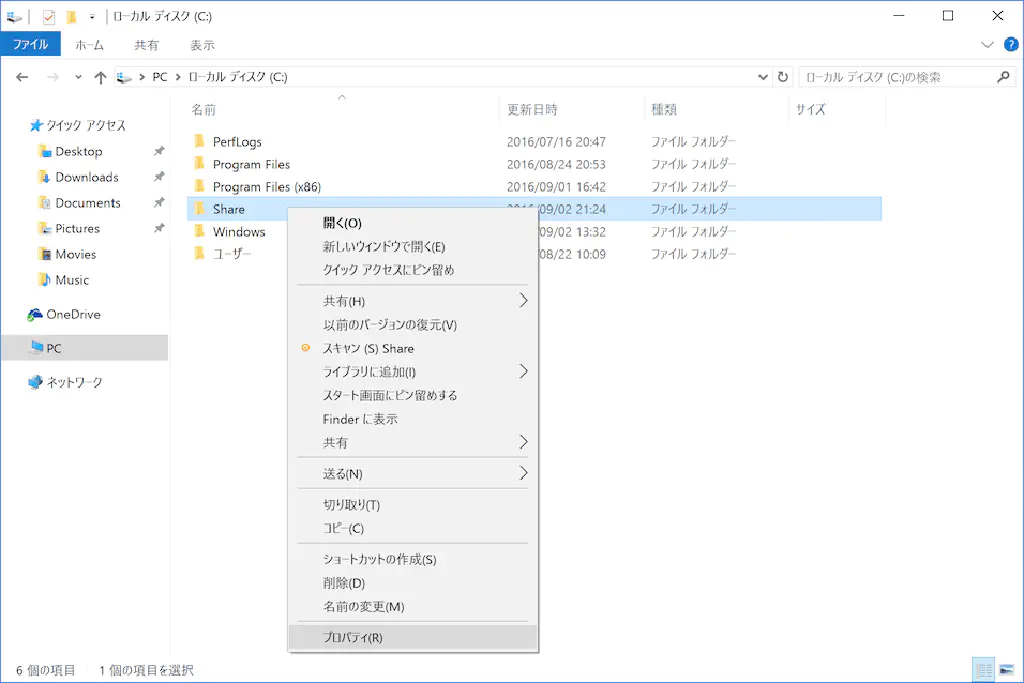 ローカル ディスク (C:)
ファイル ホーム 共有 表示
PC ローカル ディスク (C:) ローカル ディスク (C:)の検索
名前 更新日時 種類 サイズ
クイック アクセス
Desktop
Downloads
Documents
Pictures
Movies
Music
OneDrive
PC
ネットワーク
PerfLogs 2016/07/16 20:47 ファイル フォルダー
Program Files 2016/08/24 20:53 ファイル フォルダー
Program Files (x86) 2016/09/01 16:42 ファイル フォルダー
Share /09/02 21:24 ファイル フォルダー
Windows 09/02 13:32 ファイル フォルダー
ユーザー 08/22 10:09 ファイル フォルダー
開く(O)
新しいウィンドウで開く(E)
クイック アクセスにピン留め
共有(H)
以前のバージョンの復元(V)
スキャン (S) Share
ライブラリに追加(I)
スタート画面にピン留めする
Finder に表示
共有
送る(N)
切り取り(T)
コピー(C)
ショートカットの作成(S)
削除(D)
名前の変更(M)
プロパティ(R)
6 個の項目 1 個の項目を選択